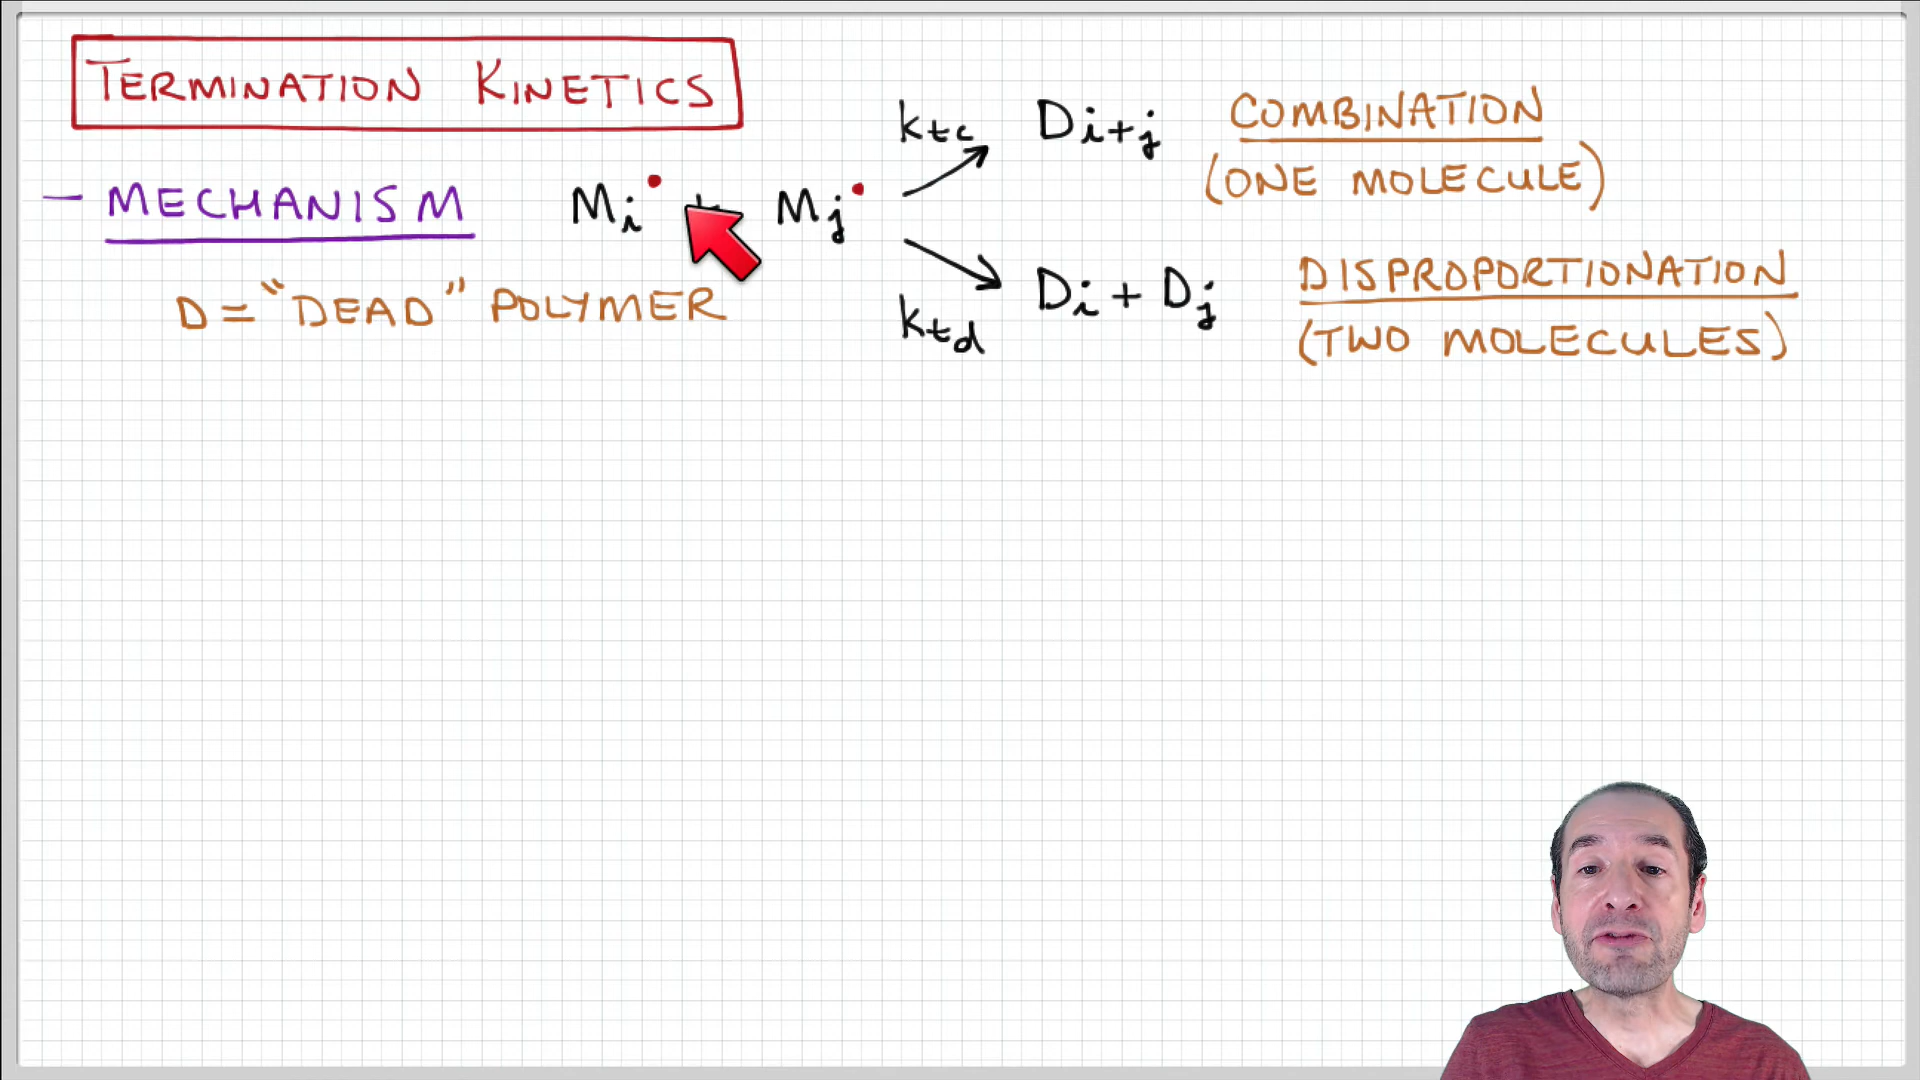 TERMINATION KINETICS
- MECHANISM
Mi• + Mj•
ktc Di+j
COMBINATION
(ONE MOLECULE)
D = "DEAD" POLYMER
ktd Di + Dj
DISPROPORTIONATION
(TWO MOLECULES)